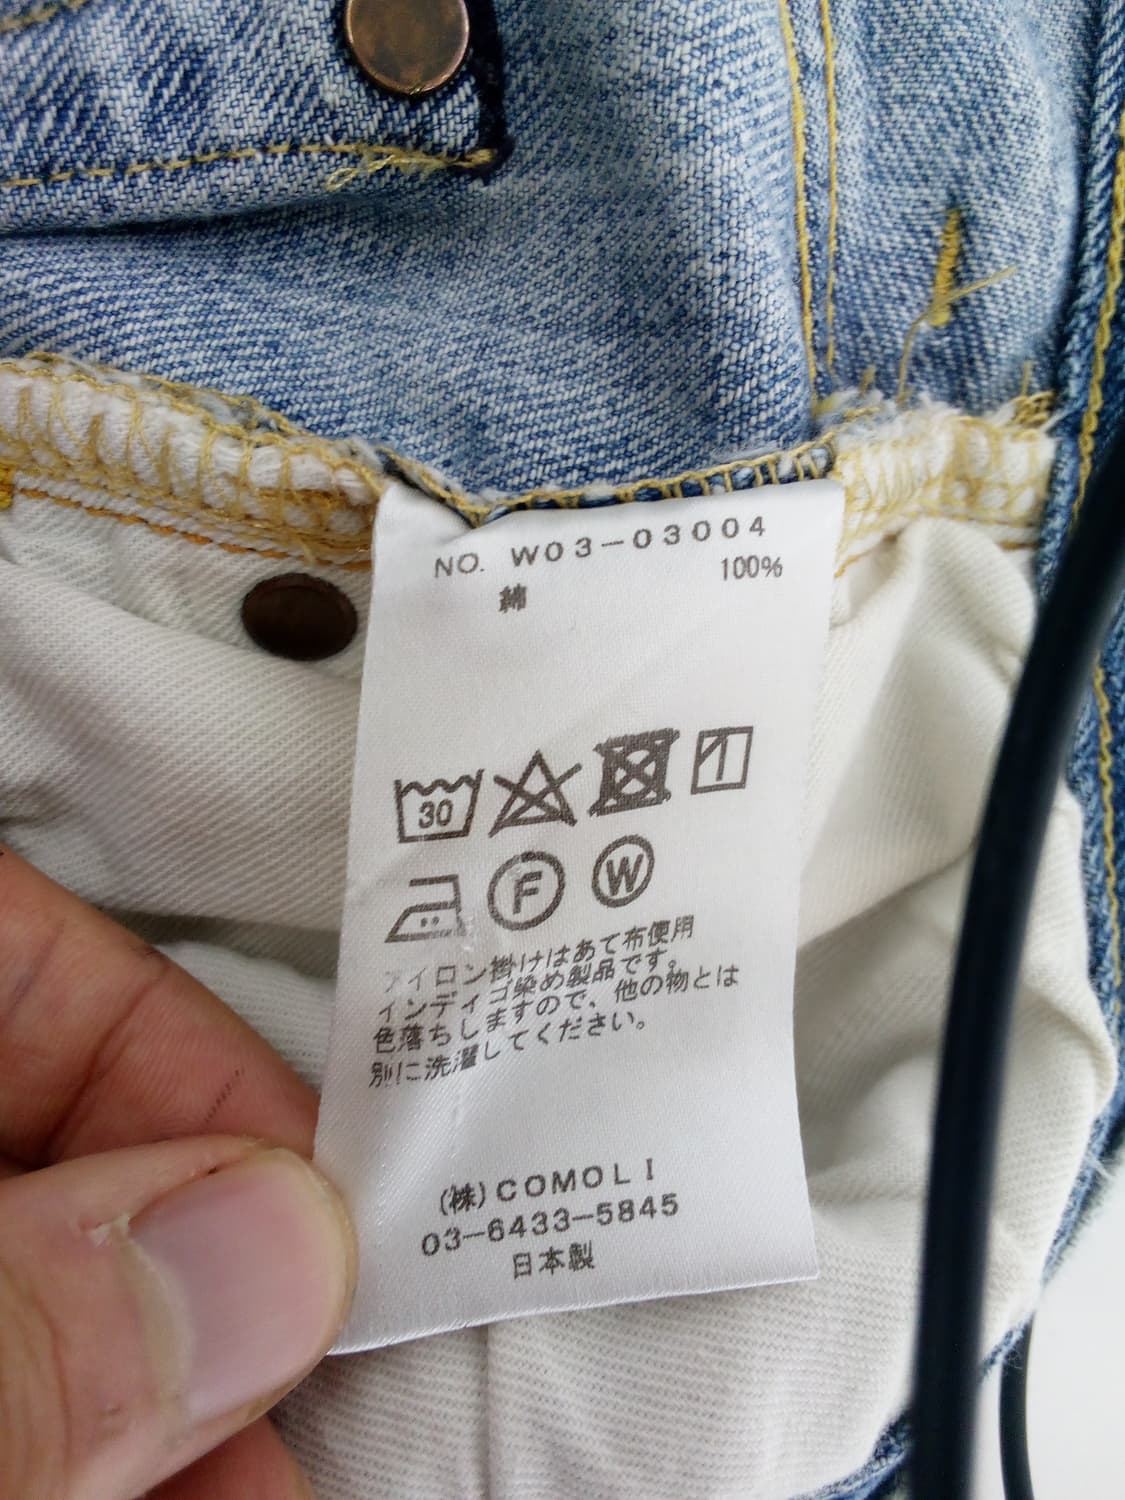 NO. W03-03004
綿 100%
30
F W
アイロン掛けはあて布使用
インディゴ染め製品です。
色落ちしますので、他の物とは
別に洗濯してください。
(株)COMOLI
03-6433-5845
日本製